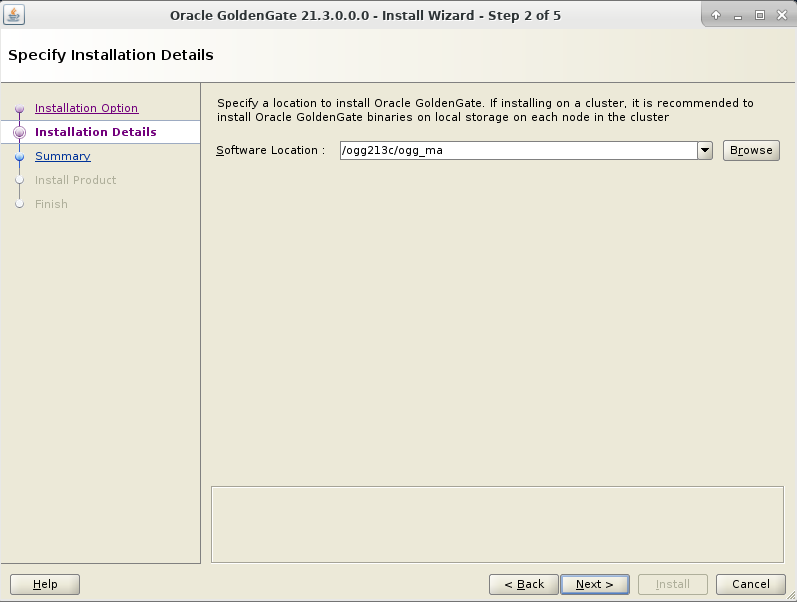 Oracle GoldenGate 21.3.0.0.0 - Install Wizard - Step 2 of 5
Specify Installation Details
Installation Option
Installation Details
Summary
Install Product
Finish
Specify a location to install Oracle GoldenGate. If installing on a cluster, it is recommended to
install Oracle GoldenGate binaries on local storage on each node in the cluster
Software Location :
/ogg213c/ogg_ma
Browse
Help
< Back
Next >
Install
Cancel